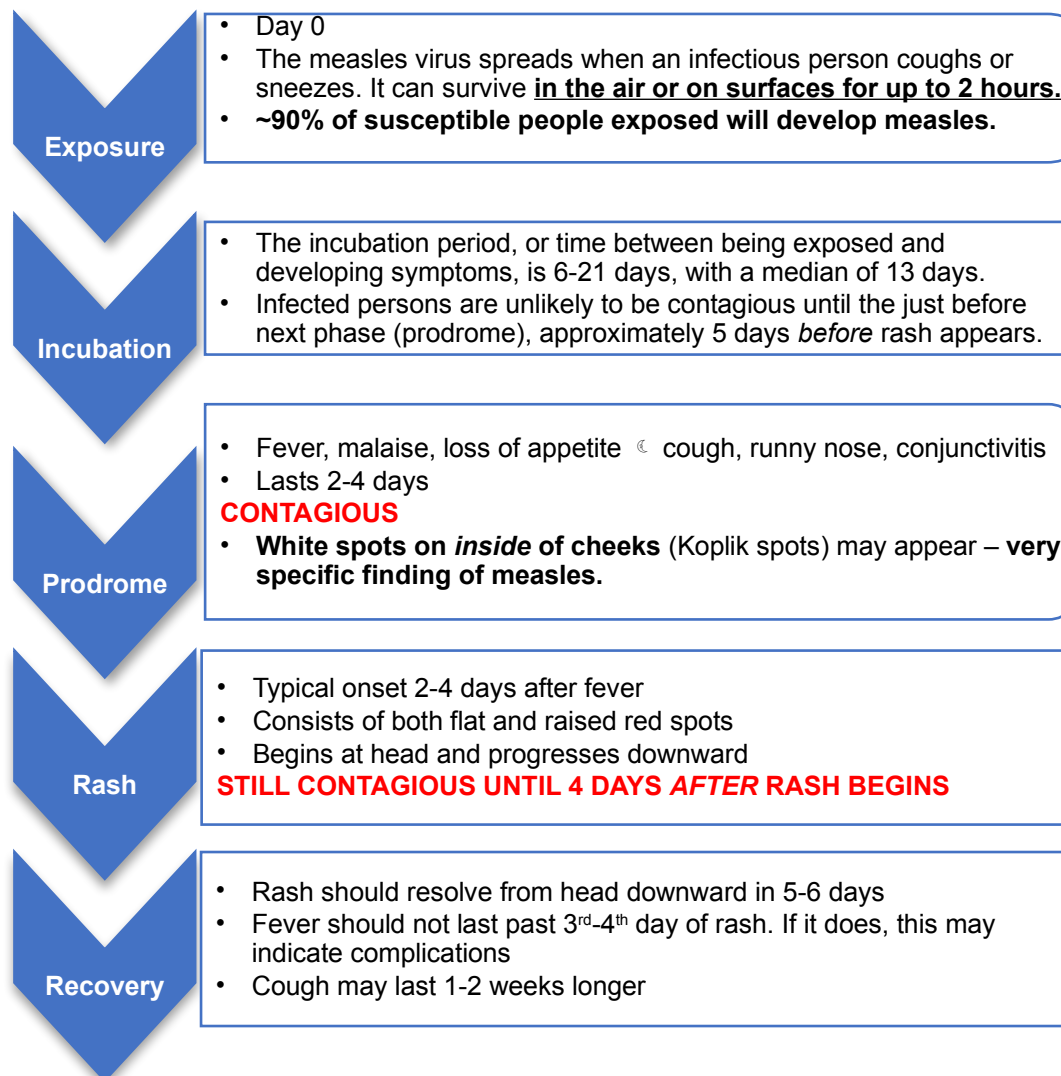 Exposure
• Day 0
• The measles virus spreads when an infectious person coughs or
sneezes. It can survive in the air or on surfaces for up to 2 hours.
• ~90% of susceptible people exposed will develop measles.
Incubation
• The incubation period, or time between being exposed and
developing symptoms, is 6-21 days, with a median of 13 days.
• Infected persons are unlikely to be contagious until the just before
next phase (prodrome), approximately 5 days before rash appears.
Prodrome
• Fever, malaise, loss of appetite ☾ cough, runny nose, conjunctivitis
• Lasts 2-4 days
CONTAGIOUS
• White spots on inside of cheeks (Koplik spots) may appear – very
specific finding of measles.
Rash
• Typical onset 2-4 days after fever
• Consists of both flat and raised red spots
• Begins at head and progresses downward
STILL CONTAGIOUS UNTIL 4 DAYS AFTER RASH BEGINS
Recovery
• Rash should resolve from head downward in 5-6 days
• Fever should not last past 3rd-4th day of rash. If it does, this may
indicate complications
• Cough may last 1-2 weeks longer